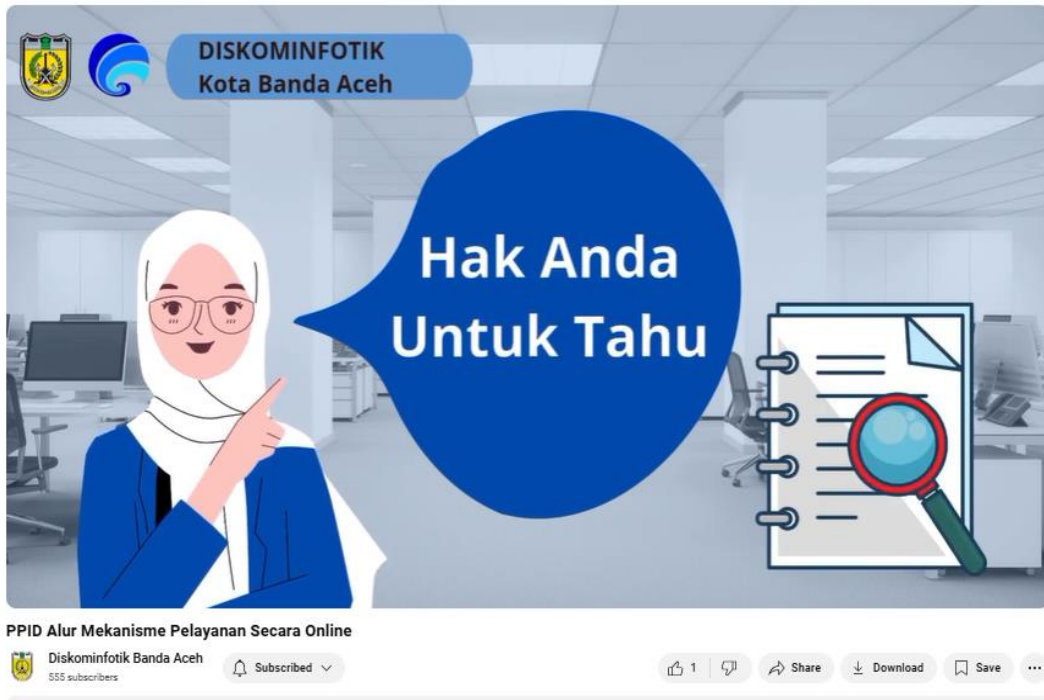 DISKOMINFOTIK
Kota Banda Aceh
Hak Anda
Untuk Tahu
PPID Alur Mekanisme Pelayanan Secara Online
Diskominfotik Banda Aceh
555 subscribers
Subscribed
1
Share
Download
Save